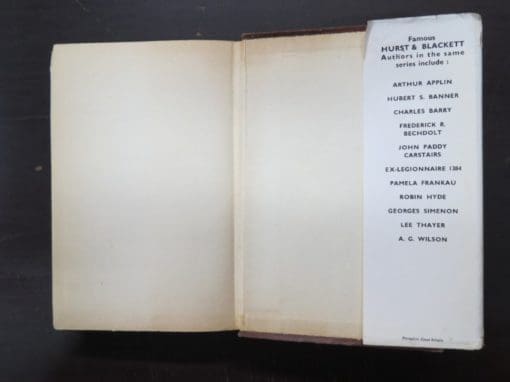 Famous
HURST & BLACKETT
Authors in the same
series include :
ARTHUR APPLIN
HUBERT S. BANNER
CHARLES BARRY
FREDERICK R.
BECHDOLT
JOHN PADDY
CARSTAIRS
EX-LEGIONNAIRE 1384
PAMELA FRANKAU
ROBIN HYDE
GEORGES SIMENON
LEE THAYER
A. G. WILSON